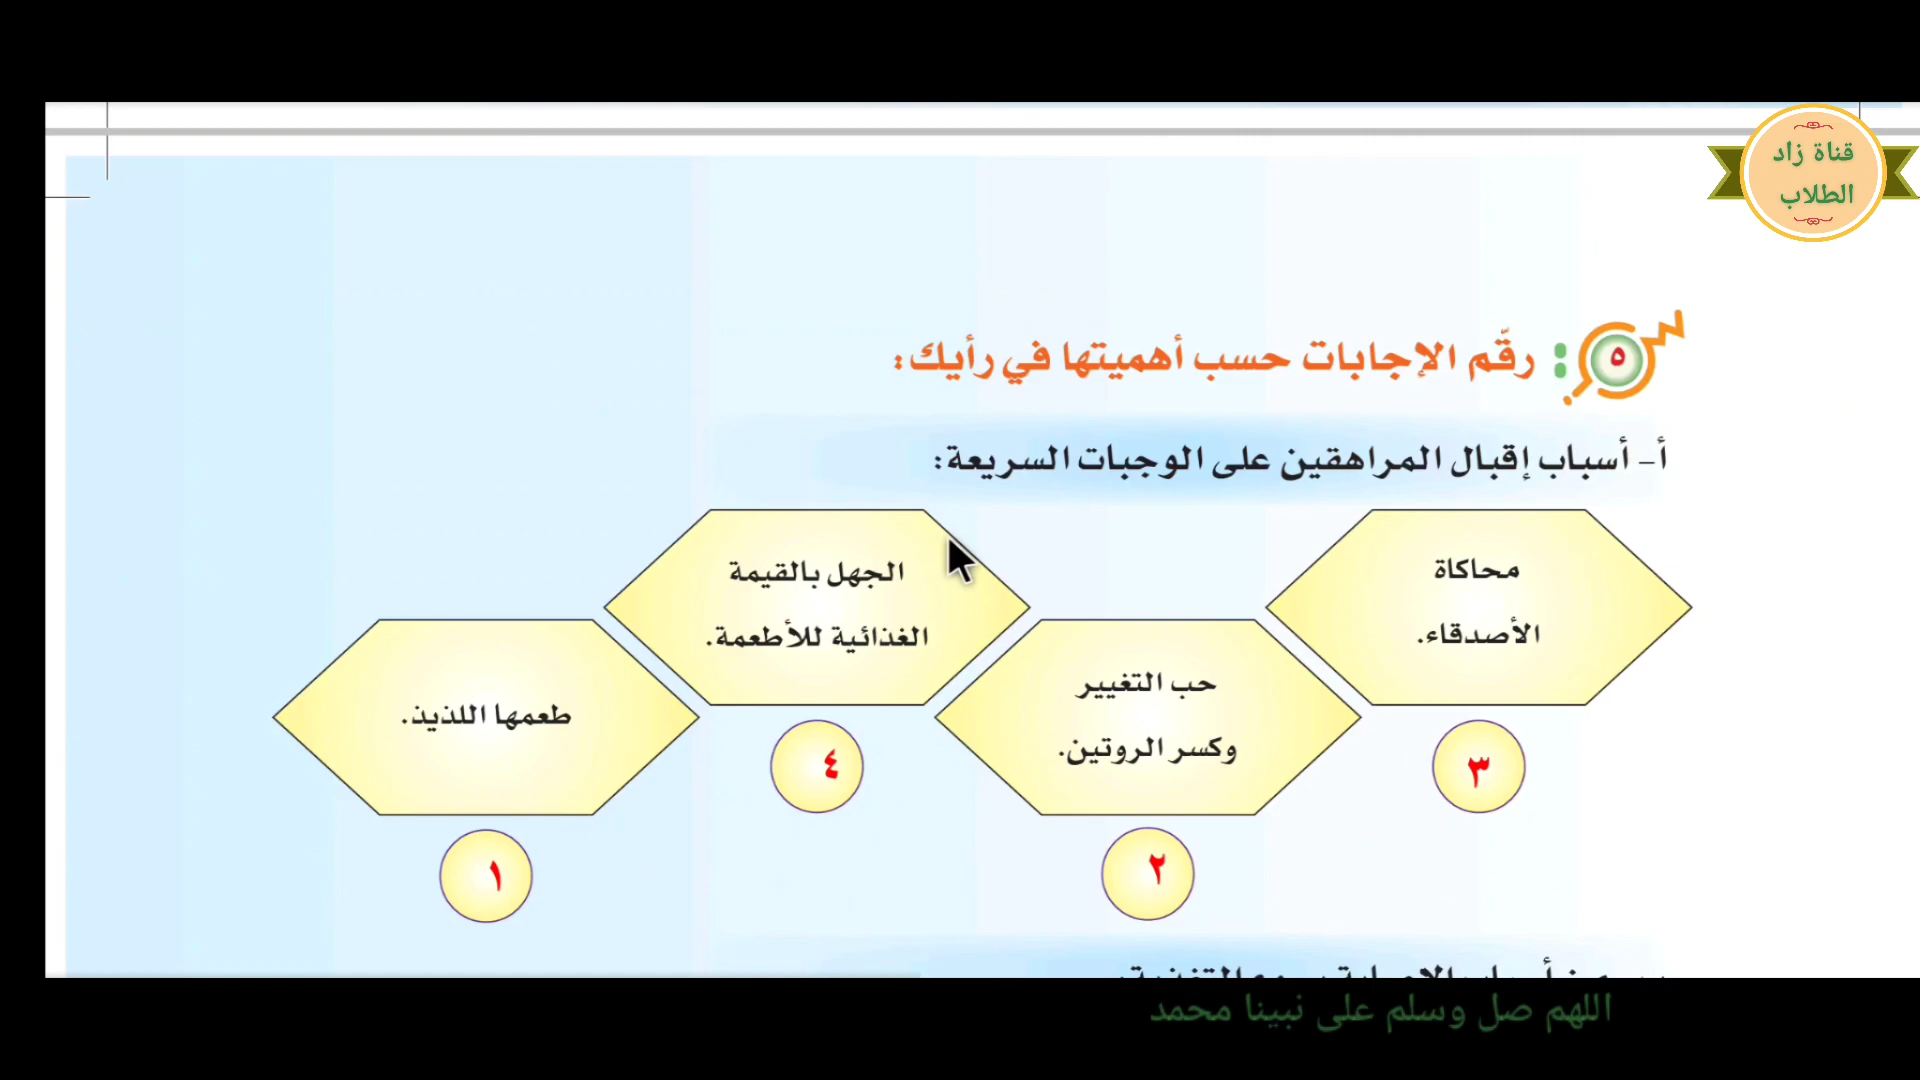 قناة زاد
الطلاب
٥ : رقّم الإجابات حسب أهميتها في رأيك:
أ- أسباب إقبال المراهقين على الوجبات السريعة:
محاكاة
الأصدقاء.
٣
حب التغيير
وكسر الروتين.
٢
الجهل بالقيمة
الغذائية للأطعمة.
٤
طعمها اللذيذ.
١
اللهم صل وسلم على نبينا محمد